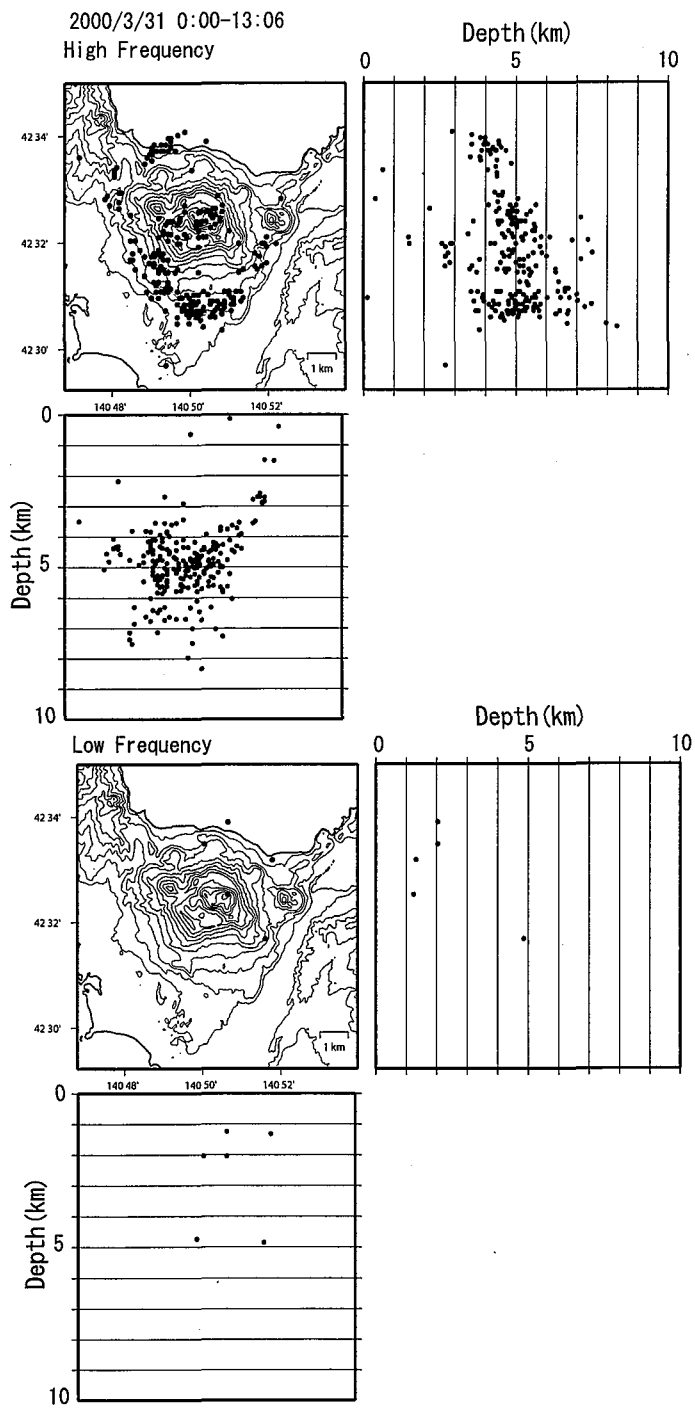 2000/3/31 0:00-13:06
High Frequency
Depth(km)
0 5 10
42 34'
42 32'
42 30'
1 km
140 48' 140 50' 140 52'
0
5
10
Depth(km)
Low Frequency
Depth(km)
0 5 10
42 34'
42 32'
42 30'
1 km
140 48' 140 50' 140 52'
0
5
10
Depth(km)